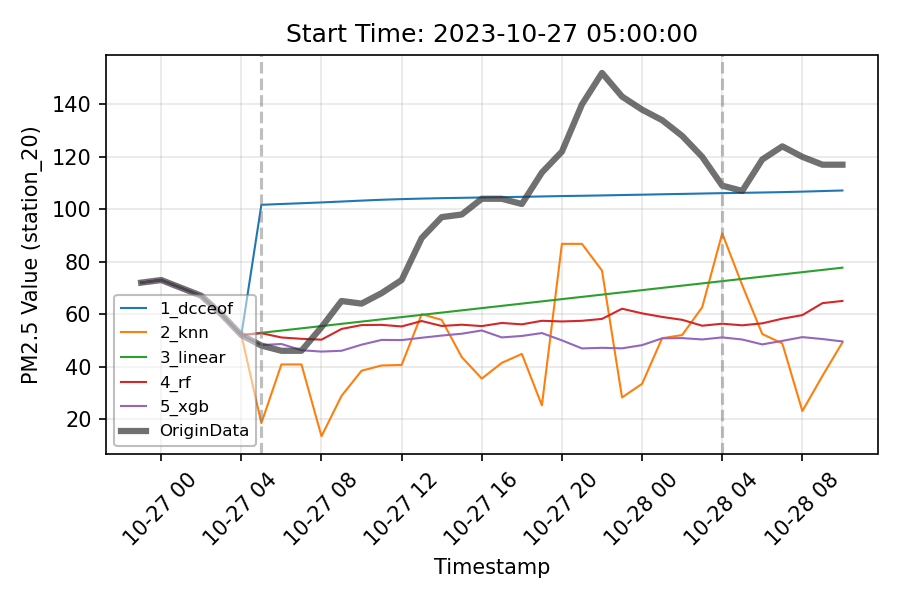 Start Time: 2023-10-27 05:00:00
PM2.5 Value (station_20)
140
120
100
80
60
40
20
1_dcceof
2_knn
3_linear
4_rf
5_xgb
OriginData
10-27 00
10-27 04
10-27 08
10-27 12
10-27 16
10-27 20
10-28 00
10-28 04
10-28 08
Timestamp